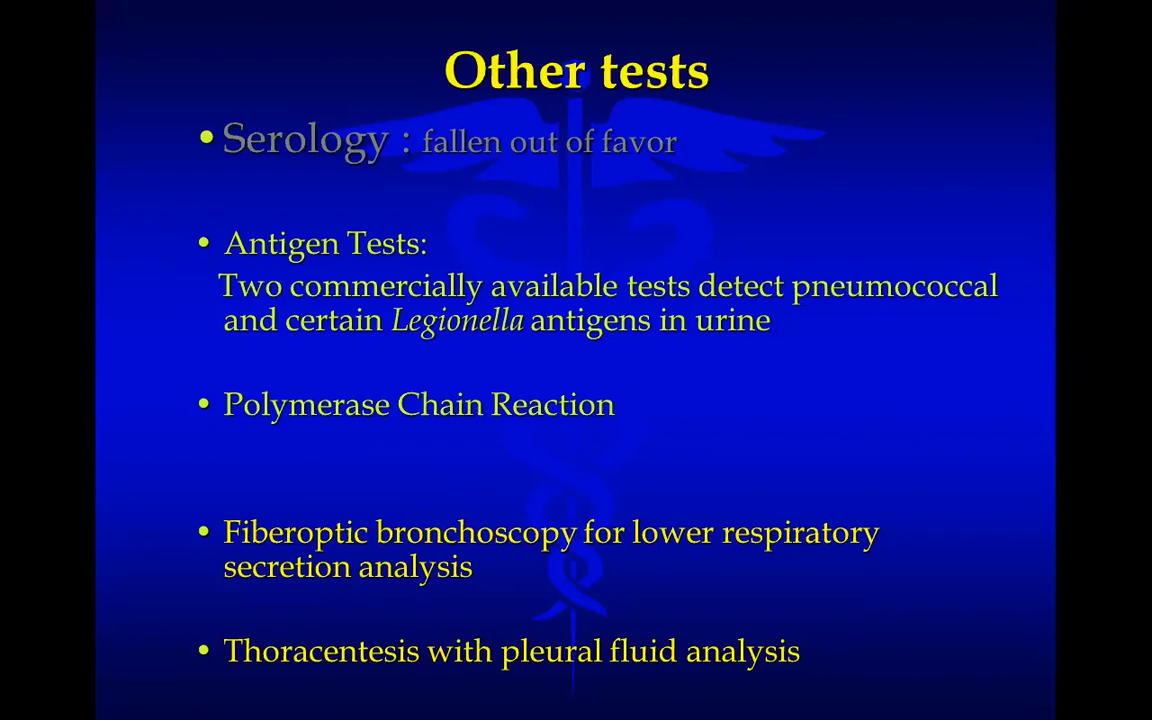 Other tests
• Serology : fallen out of favor
• Antigen Tests:
Two commercially available tests detect pneumococcal
and certain Legionella antigens in urine
• Polymerase Chain Reaction
• Fiberoptic bronchoscopy for lower respiratory
secretion analysis
• Thoracentesis with pleural fluid analysis